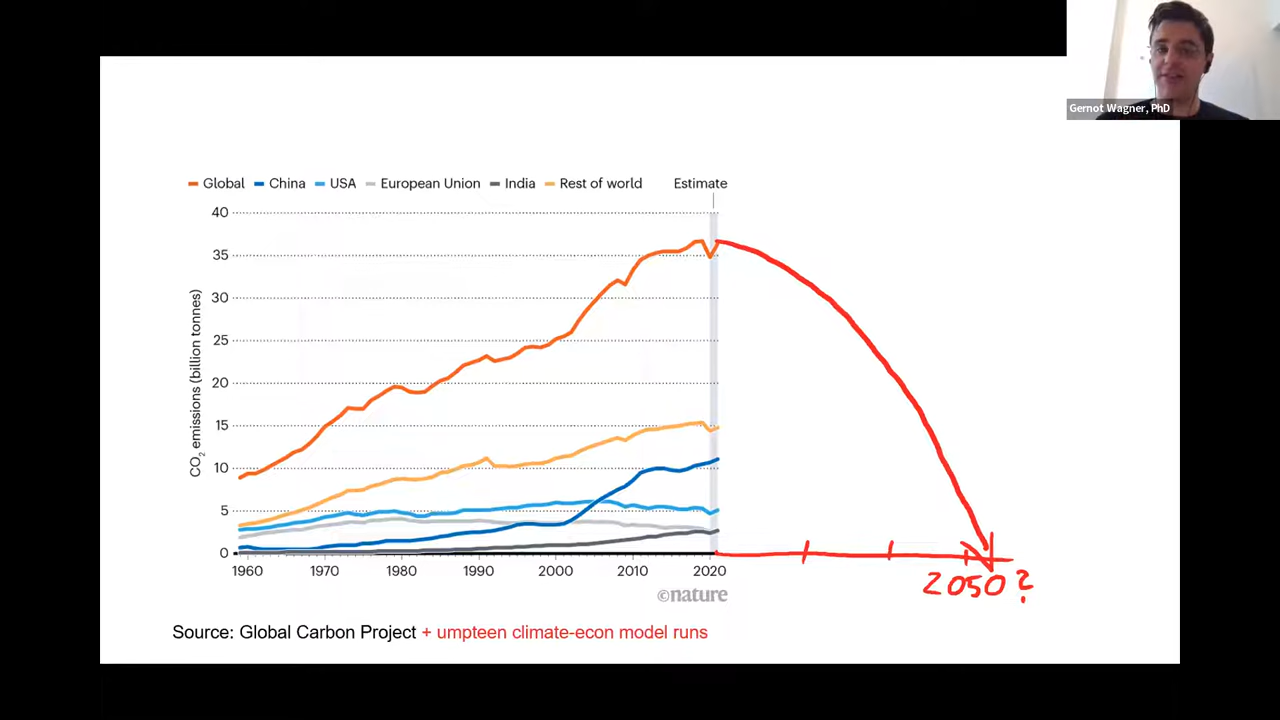 Gernot Wagner, PhD
Global China USA European Union India Rest of world Estimate
40
35
30
25
20
15
10
5
0
CO2 emissions (billion tonnes)
1960 1970 1980 1990 2000 2010 2020
2050?
©nature
Source: Global Carbon Project + umpteen climate-econ model runs